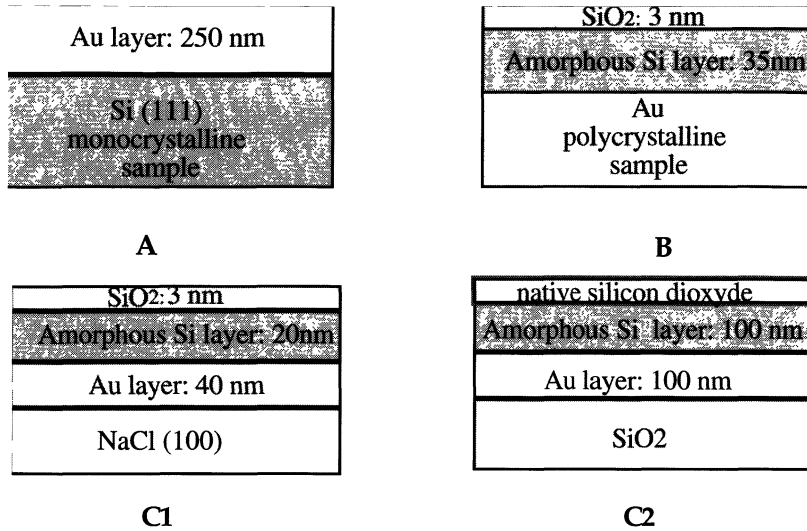 Au layer: 250 nm
Si (111)
monocrystalline
sample
A
SiO2: 3 nm
Amorphous Si layer: 35nm
Au
polycrystalline
sample
B
SiO2: 3 nm
Amorphous Si layer: 20nm
Au layer: 40 nm
NaCl (100)
C1
native silicon dioxyde
Amorphous Si layer: 100 nm
Au layer: 100 nm
SiO2
C2